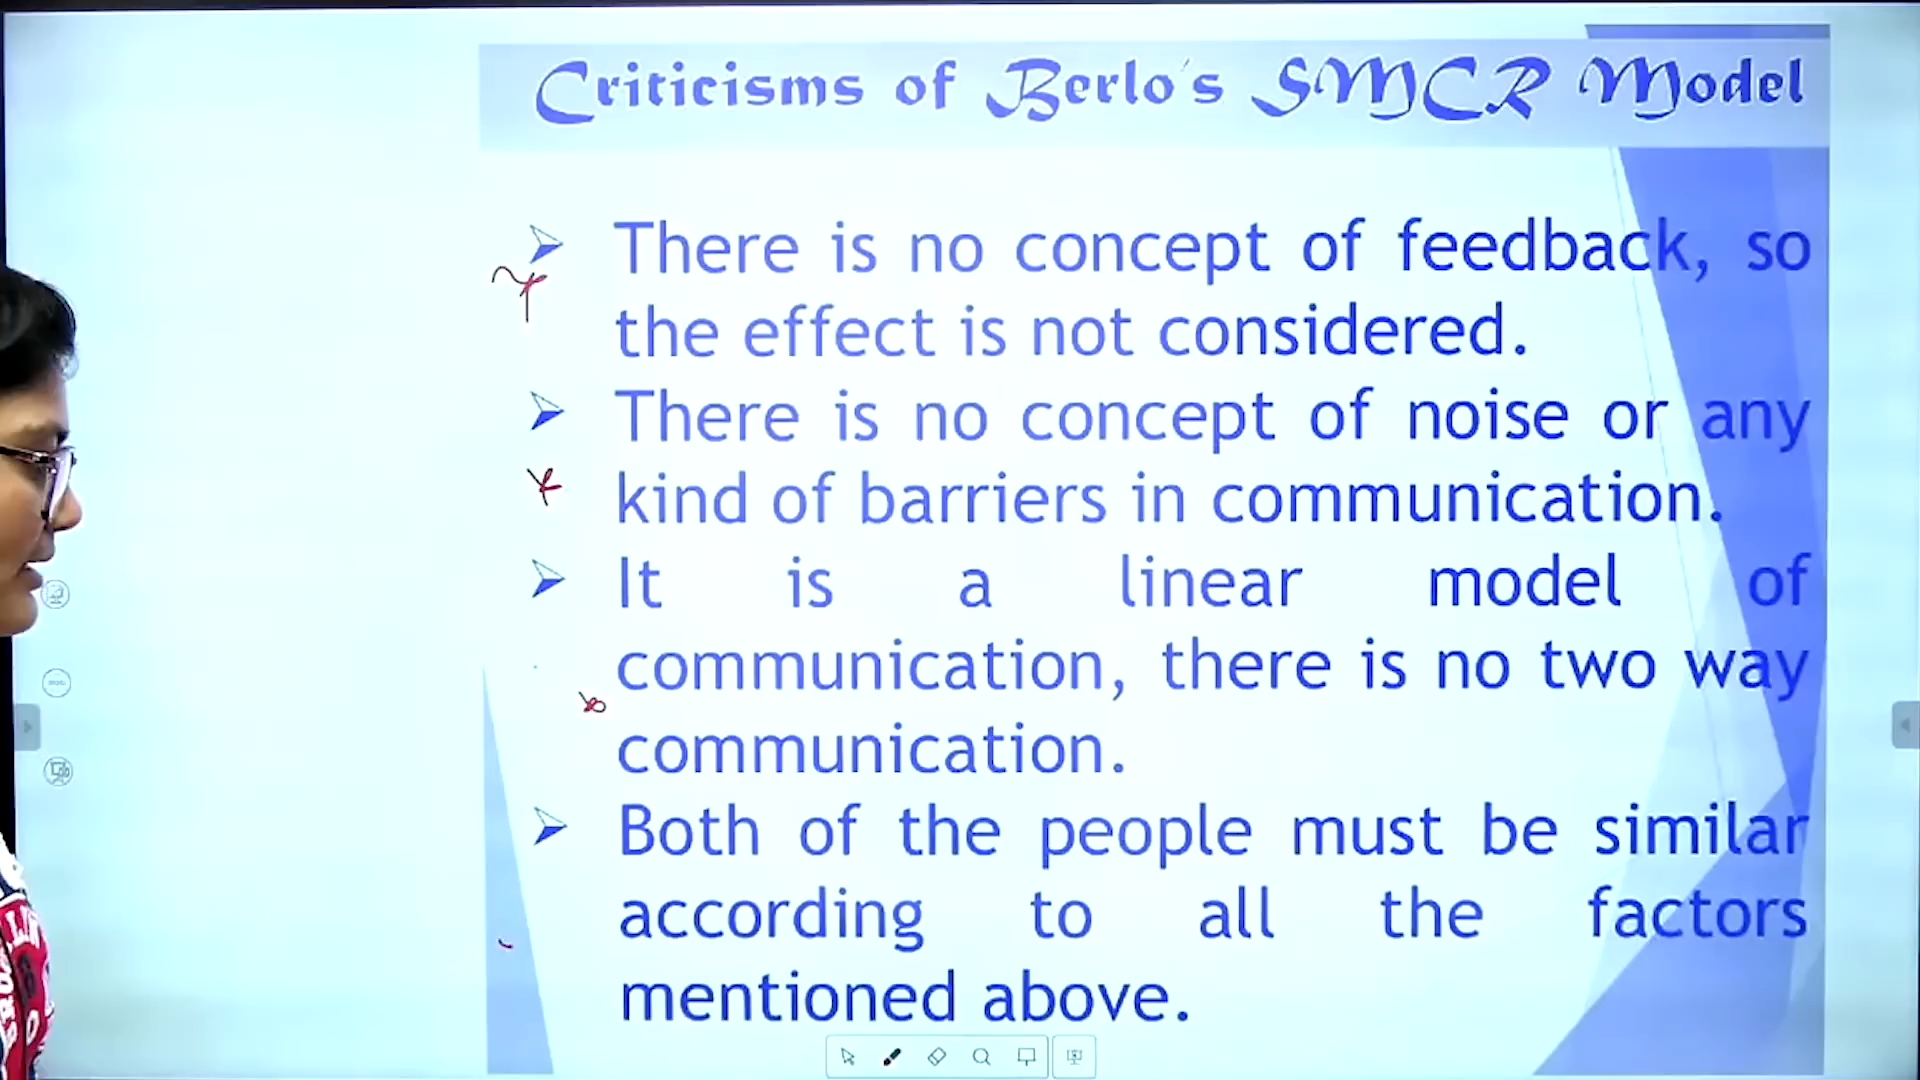 Criticisms of Berlo's SMCR Model
There is no concept of feedback, so
the effect is not considered.
There is no concept of noise or any
kind of barriers in communication.
It is a linear model of
communication, there is no two way
communication.
Both of the people must be similar
according to all the factors
mentioned above.